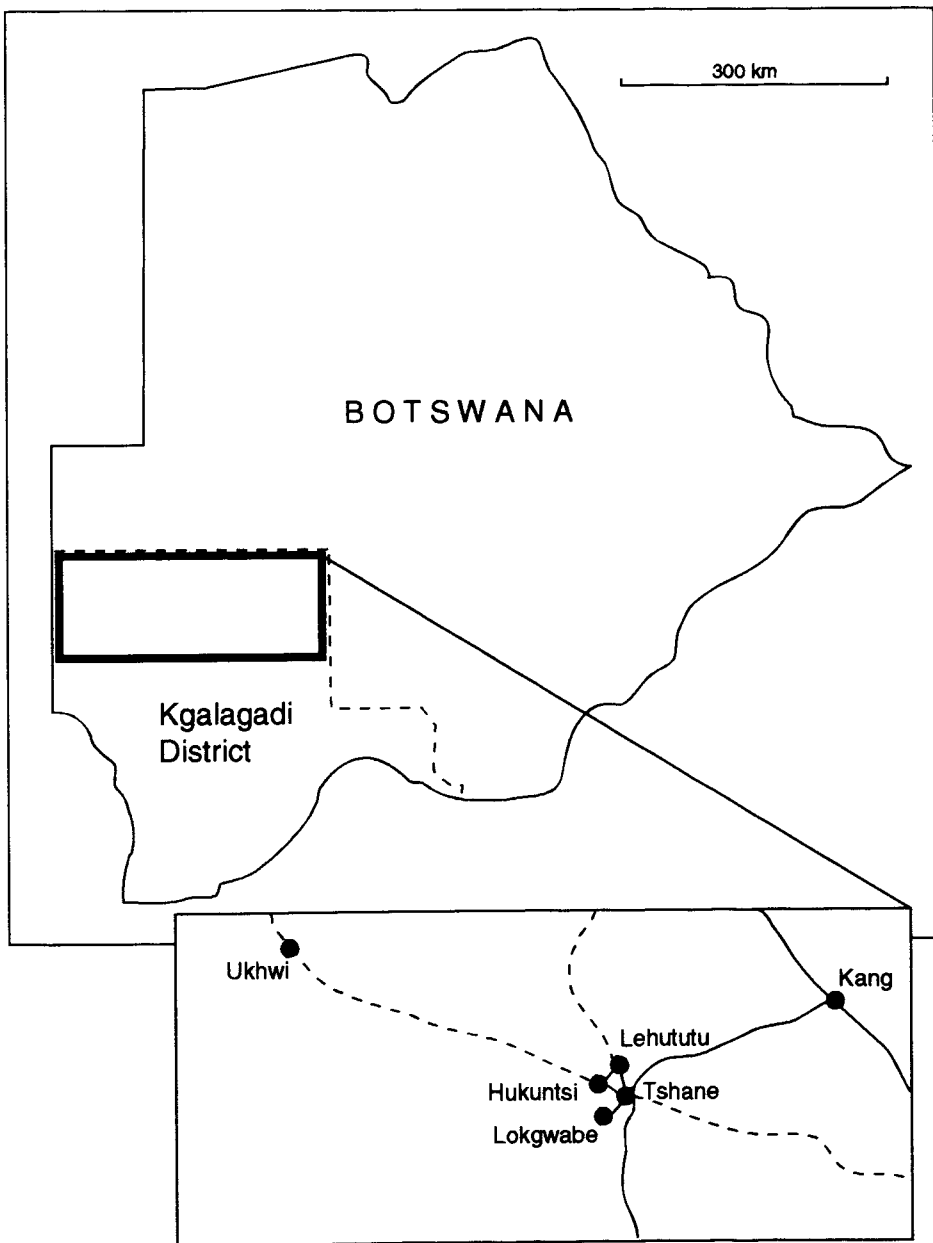 300 km
BOTSWANA
Kgalagadi
District
Ukhwi
Kang
Lehututu
Hukuntsi
Tshane
Lokgwabe